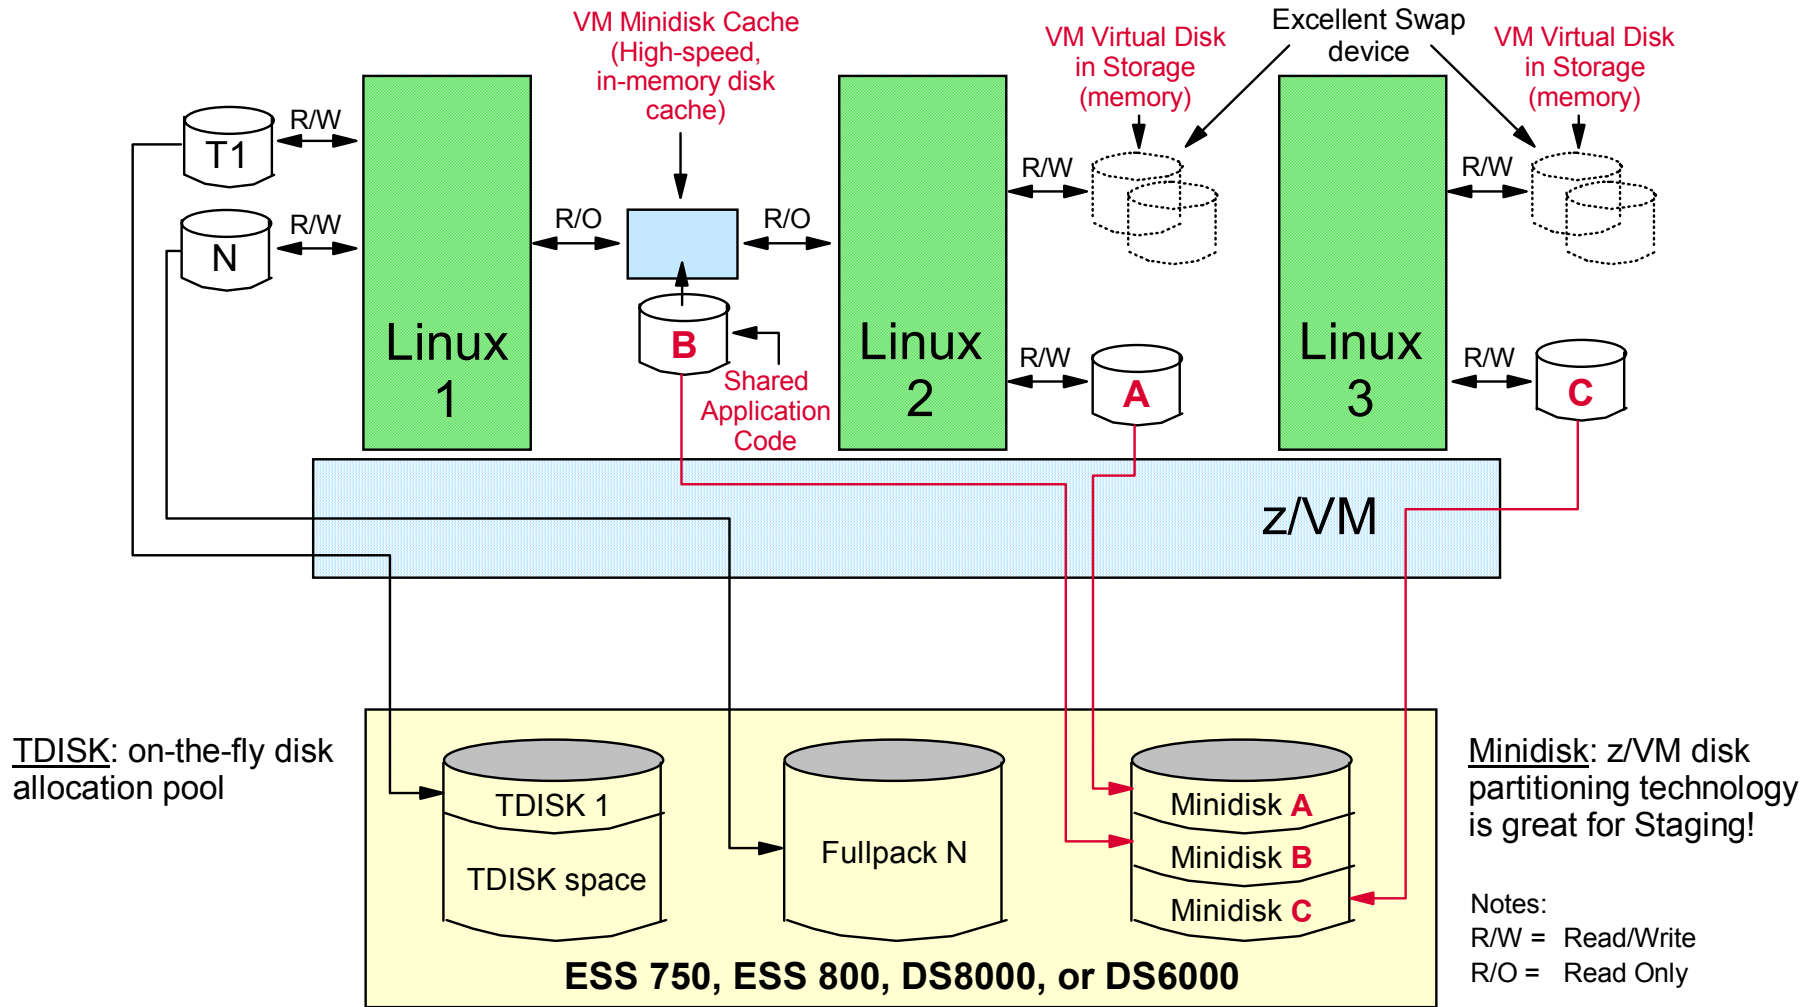 VM Minidisk Cache
(High-speed,
in-memory disk
cache)
VM Virtual Disk
in Storage
(memory)
Excellent Swap
device
VM Virtual Disk
in Storage
(memory)
T1
R/W
N
R/W
R/O
R/O
R/W
R/W
Linux
1
B
Shared
Application
Code
Linux
2
R/W
A
Linux
3
R/W
C
z/VM
TDISK: on-the-fly disk
allocation pool
TDISK 1
TDISK space
Fullpack N
Minidisk A
Minidisk B
Minidisk C
ESS 750, ESS 800, DS8000, or DS6000
Minidisk: z/VM disk
partitioning technology
is great for Staging!
Notes:
R/W = Read/Write
R/O = Read Only